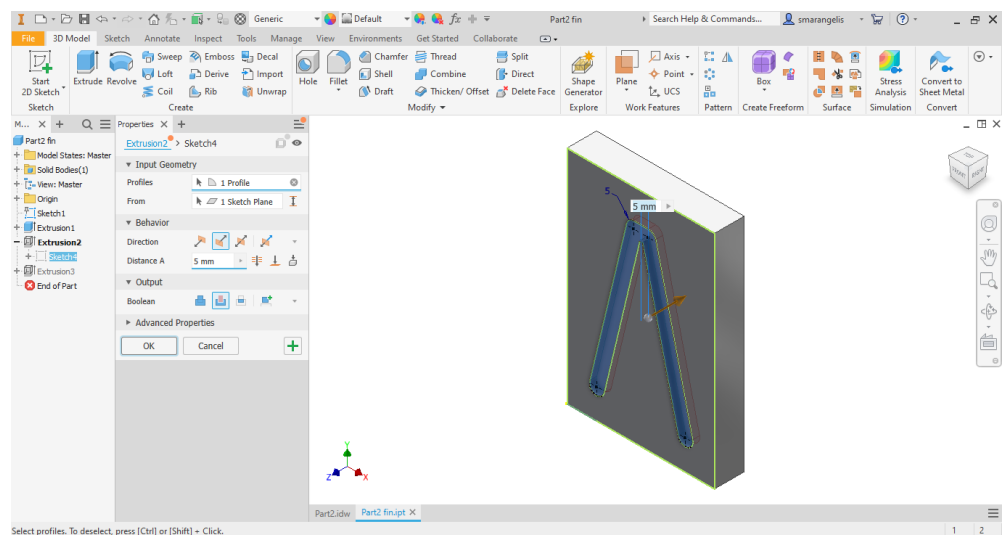 Generic Default fx Part2 fin Search Help & Commands... smarangelis
File 3D Model Sketch Annotate Inspect Tools Manage View Environments Get Started Collaborate
Start 2D Sketch
Extrude Revolve
Sweep Emboss Decal
Loft Derive Import
Coil Rib Unwrap
Hole Fillet
Chamfer Thread Split
Shell Combine Direct
Draft Thicken/ Offset Delete Face
Shape Generator
Plane
Axis
Point
UCS
Box
Stress Analysis
Convert to Sheet Metal
Sketch Create Modify Explore Work Features Pattern Create Freeform Surface Simulation Convert
M... X + Properties X +
Part2 fin
Model States: Master
Solid Bodies(1)
View: Master
Origin
Sketch1
Extrusion1
Extrusion2
Sketch4
Extrusion3
End of Part
Extrusion2 > Sketch4
Input Geometry
Profiles 1 Profile
From 1 Sketch Plane
Behavior
Direction
Distance A 5 mm
Output
Boolean
Advanced Properties
OK Cancel +
5
5 mm
TOP
FRONT RIGHT
Y
Z X
Part2.idw Part2 fin.ipt X
Select profiles. To deselect, press [Ctrl] or [Shift] + Click. 1 2